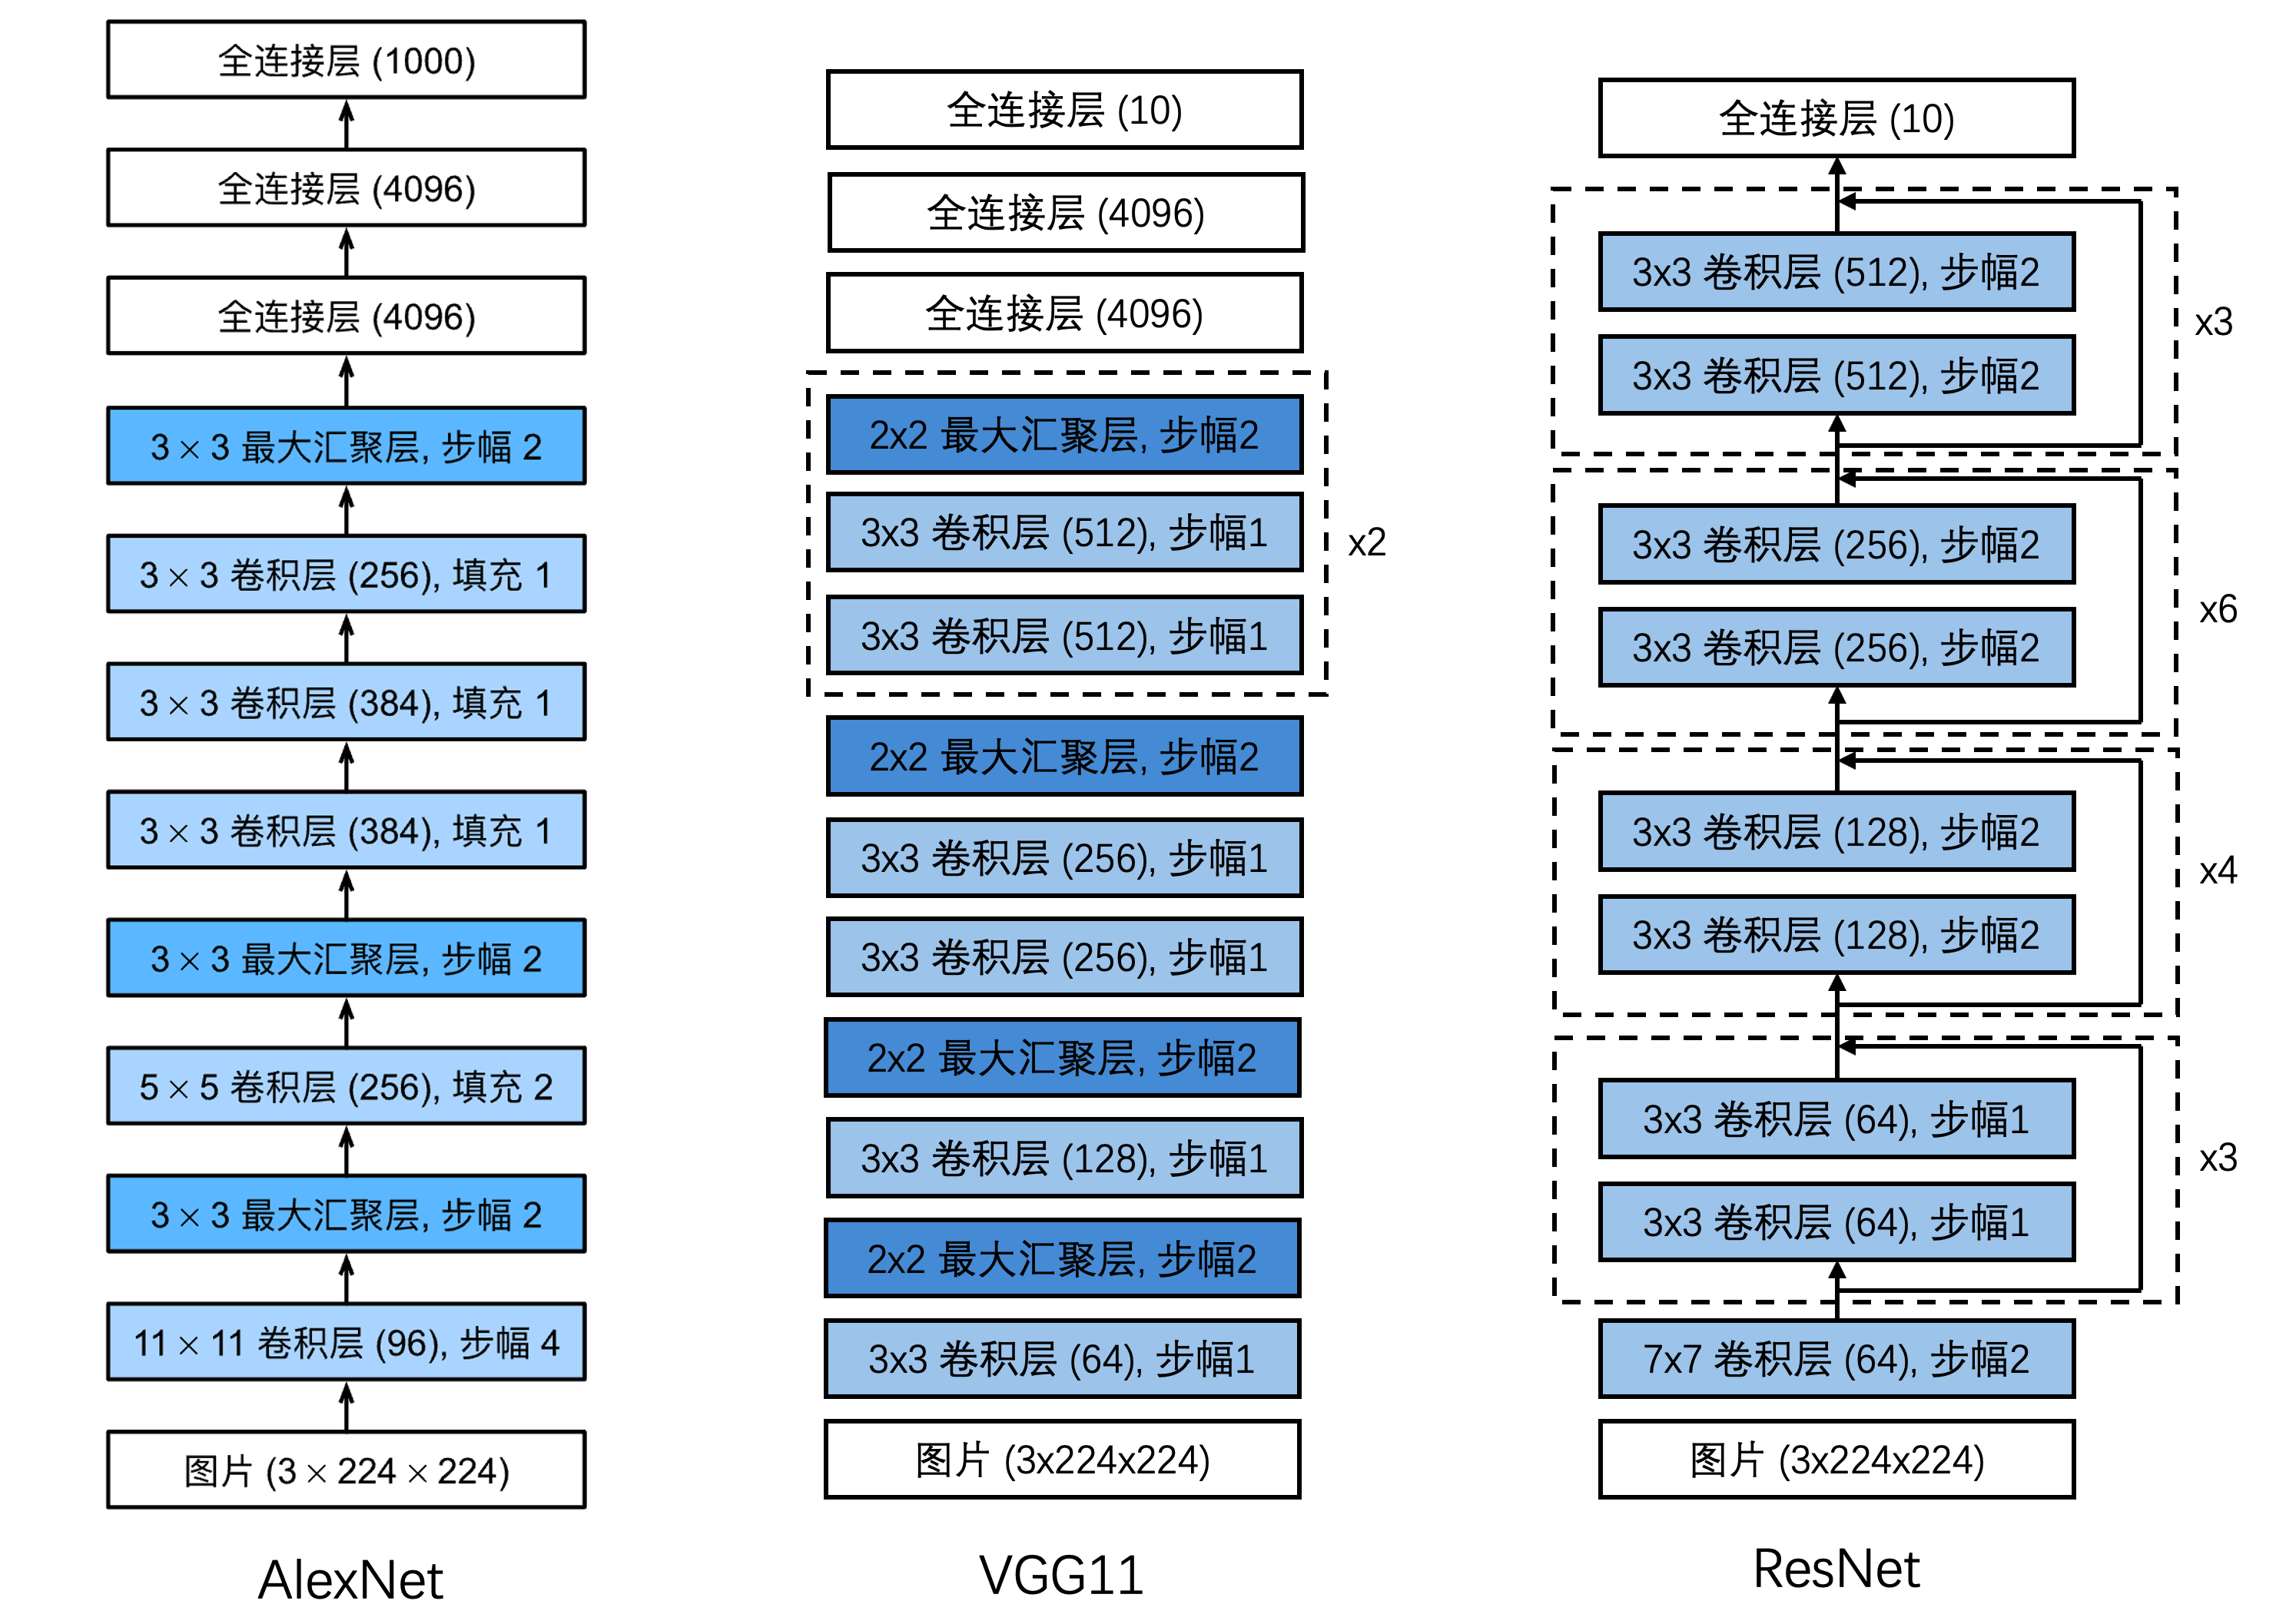 全连接层 (1000)
全连接层 (4096)
全连接层 (4096)
3 × 3 最大汇聚层, 步幅 2
3 × 3 卷积层 (256), 填充 1
3 × 3 卷积层 (384), 填充 1
3 × 3 卷积层 (384), 填充 1
3 × 3 最大汇聚层, 步幅 2
5 × 5 卷积层 (256), 填充 2
3 × 3 最大汇聚层, 步幅 2
11 × 11 卷积层 (96), 步幅 4
图片 (3 × 224 × 224)
AlexNet
全连接层 (10)
全连接层 (4096)
全连接层 (4096)
2x2 最大汇聚层, 步幅2
3x3 卷积层 (512), 步幅1
x2
3x3 卷积层 (512), 步幅1
2x2 最大汇聚层, 步幅2
3x3 卷积层 (256), 步幅1
3x3 卷积层 (256), 步幅1
2x2 最大汇聚层, 步幅2
3x3 卷积层 (128), 步幅1
2x2 最大汇聚层, 步幅2
3x3 卷积层 (64), 步幅1
图片 (3x224x224)
VGG11
全连接层 (10)
3x3 卷积层 (512), 步幅2
x3
3x3 卷积层 (512), 步幅2
3x3 卷积层 (256), 步幅2
x6
3x3 卷积层 (256), 步幅2
3x3 卷积层 (128), 步幅2
x4
3x3 卷积层 (128), 步幅2
3x3 卷积层 (64), 步幅1
x3
3x3 卷积层 (64), 步幅1
7x7 卷积层 (64), 步幅2
图片 (3x224x224)
ResNet